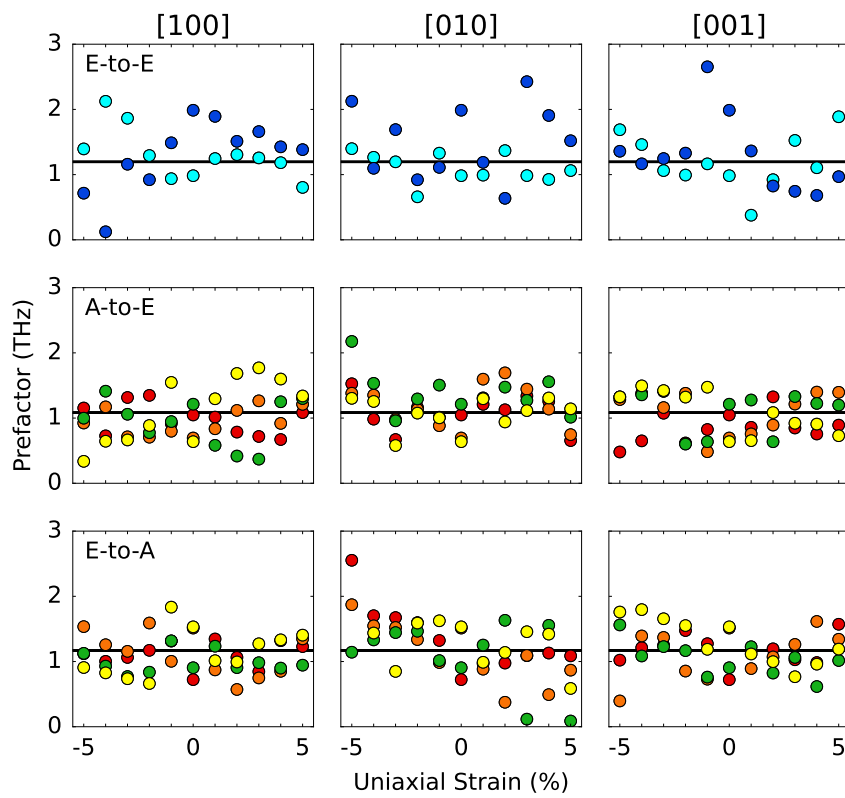 [100] [010] [001]
3
E-to-E
2
1
0
3
A-to-E
2
1
0
Prefactor (THz)
3
E-to-A
2
1
0
-5 0 5 -5 0 5 -5 0 5
Uniaxial Strain (%)